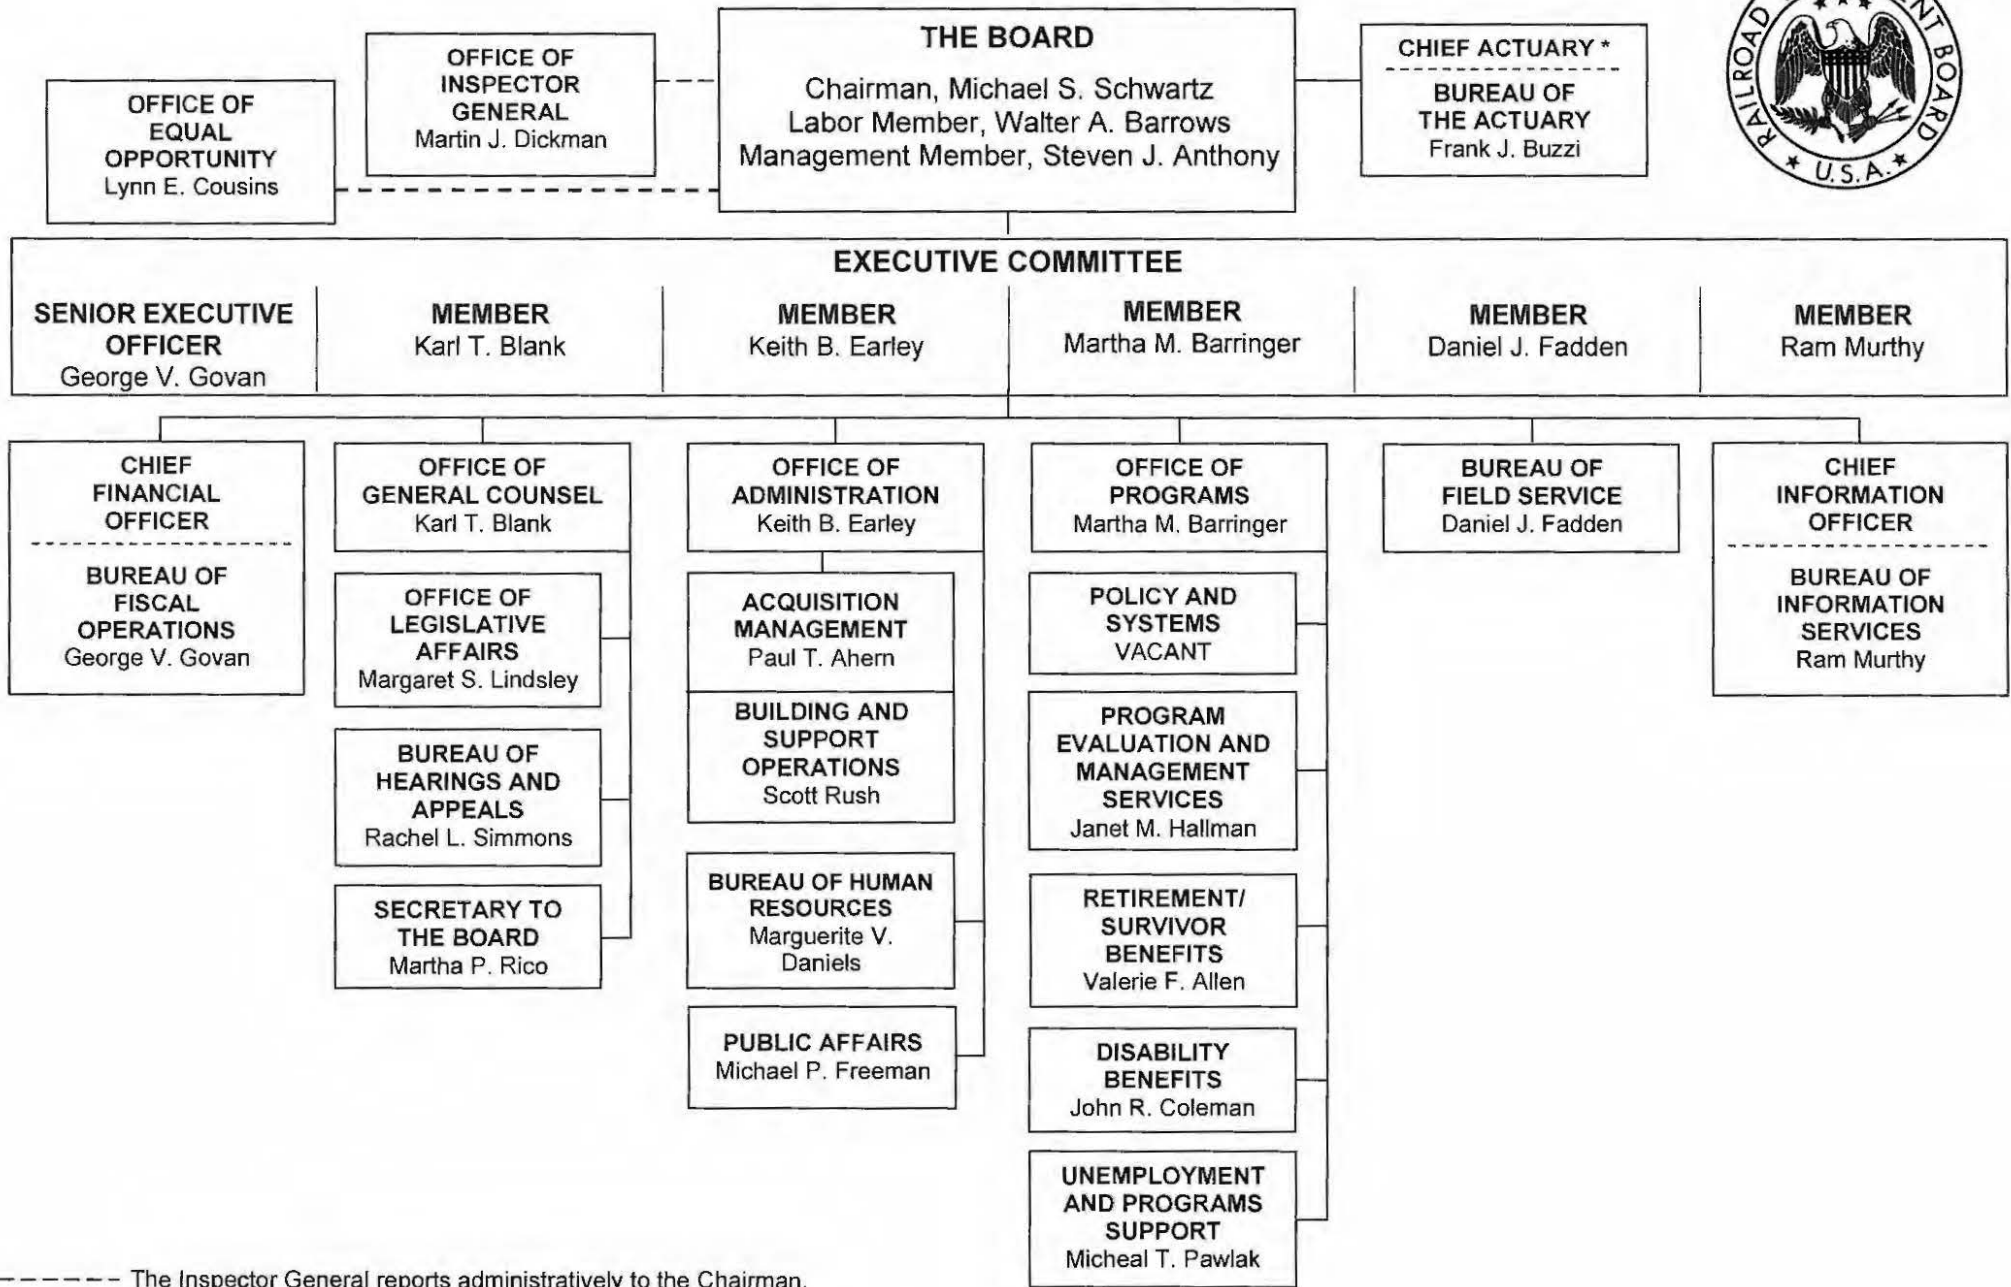 OFFICE OF
EQUAL
OPPORTUNITY
Lynn E. Cousins
OFFICE OF
INSPECTOR
GENERAL
Martin J. Dickman
THE BOARD
Chairman, Michael S. Schwartz
Labor Member, Walter A. Barrows
Management Member, Steven J. Anthony
CHIEF ACTUARY *
BUREAU OF
THE ACTUARY
Frank J. Buzzi
RAILROAD
BOARD
U.S.A.
EXECUTIVE COMMITTEE
SENIOR EXECUTIVE
OFFICER
George V. Govan
MEMBER
Karl T. Blank
MEMBER
Keith B. Earley
MEMBER
Martha M. Barringer
MEMBER
Daniel J. Fadden
MEMBER
Ram Murthy
CHIEF
FINANCIAL
OFFICER
BUREAU OF
FISCAL
OPERATIONS
George V. Govan
OFFICE OF
GENERAL COUNSEL
Karl T. Blank
OFFICE OF
LEGISLATIVE
AFFAIRS
Margaret S. Lindsley
BUREAU OF
HEARINGS AND
APPEALS
Rachel L. Simmons
SECRETARY TO
THE BOARD
Martha P. Rico
OFFICE OF
ADMINISTRATION
Keith B. Earley
ACQUISITION
MANAGEMENT
Paul T. Ahern
BUILDING AND
SUPPORT
OPERATIONS
Scott Rush
BUREAU OF HUMAN
RESOURCES
Marguerite V.
Daniels
PUBLIC AFFAIRS
Michael P. Freeman
OFFICE OF
PROGRAMS
Martha M. Barringer
POLICY AND
SYSTEMS
VACANT
PROGRAM
EVALUATION AND
MANAGEMENT
SERVICES
Janet M. Hallman
RETIREMENT/
SURVIVOR
BENEFITS
Valerie F. Allen
DISABILITY
BENEFITS
John R. Coleman
UNEMPLOYMENT
AND PROGRAMS
SUPPORT
Micheal T. Pawlak
BUREAU OF
FIELD SERVICE
Daniel J. Fadden
CHIEF
INFORMATION
OFFICER
BUREAU OF
INFORMATION
SERVICES
Ram Murthy
The Inspector General reports administratively to the Chairman.